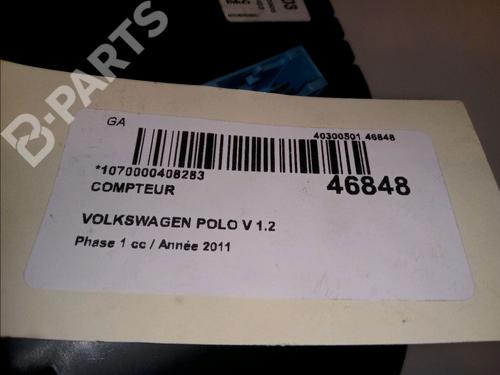 B-PARTS
GA
40300501 46848
*1070000408283
46848
COMPTEUR
VOLKSWAGEN POLO V 1.2
Phase 1 cc / Année 2011